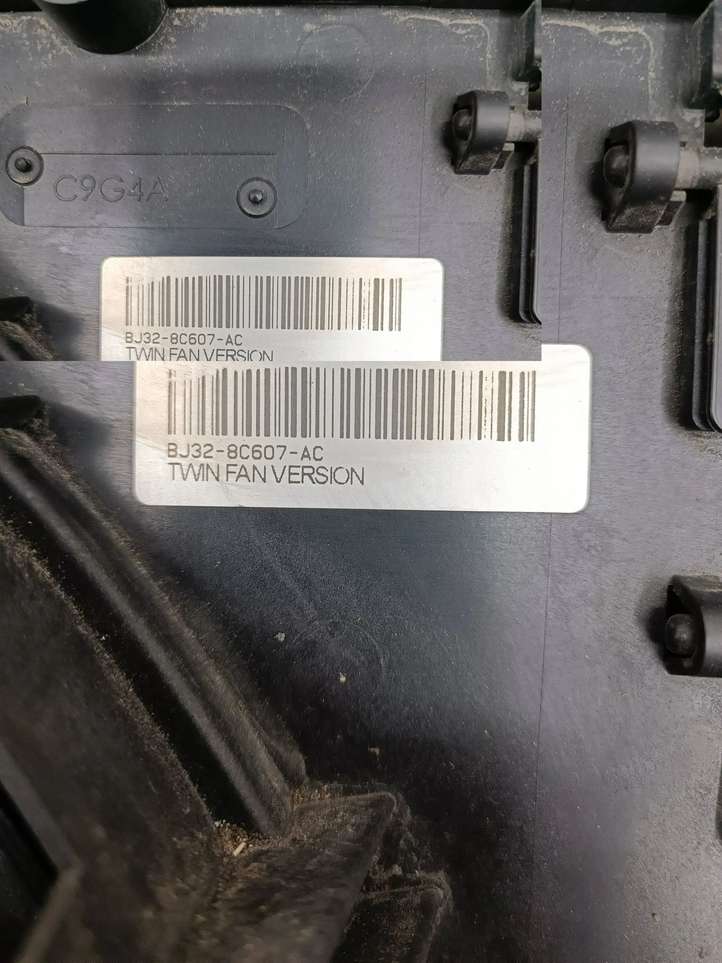 C9G4A
BJ32-8C607-AC
TWIN FAN VERSION
BJ32-8C607-AC
TWIN FAN VERSION